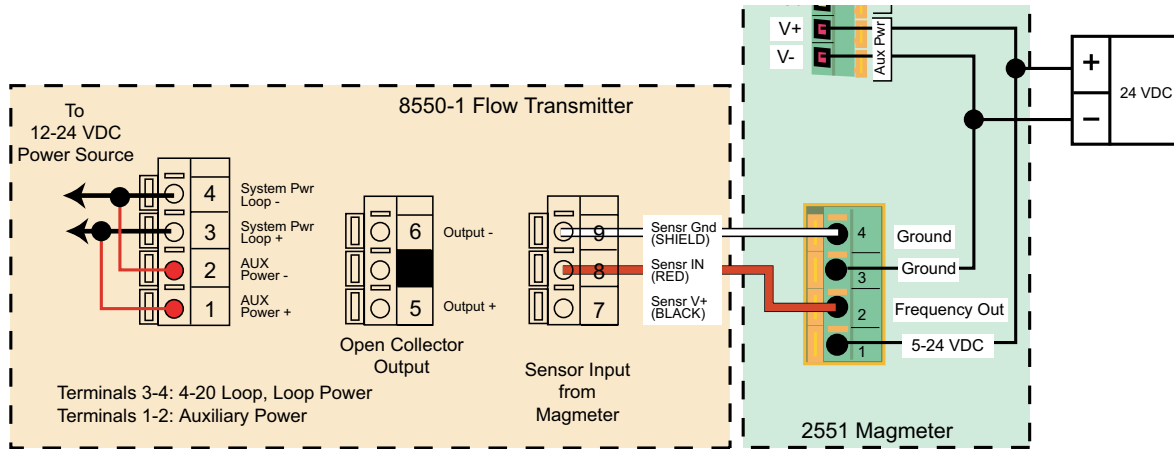 V+
V-
Aux Pwr
+
−
24 VDC
8550-1 Flow Transmitter
To
12-24 VDC
Power Source
4
System Pwr
Loop -
3
System Pwr
Loop +
2
AUX
Power -
1
AUX
Power +
6
Output -
5
Output +
Open Collector
Output
9
Sensr Gnd
(SHIELD)
8
Sensr IN
(RED)
7
Sensr V+
(BLACK)
Sensor Input
from
Magmeter
4
Ground
3
Ground
2
Frequency Out
1
5-24 VDC
Terminals 3-4: 4-20 Loop, Loop Power
Terminals 1-2: Auxiliary Power
2551 Magmeter